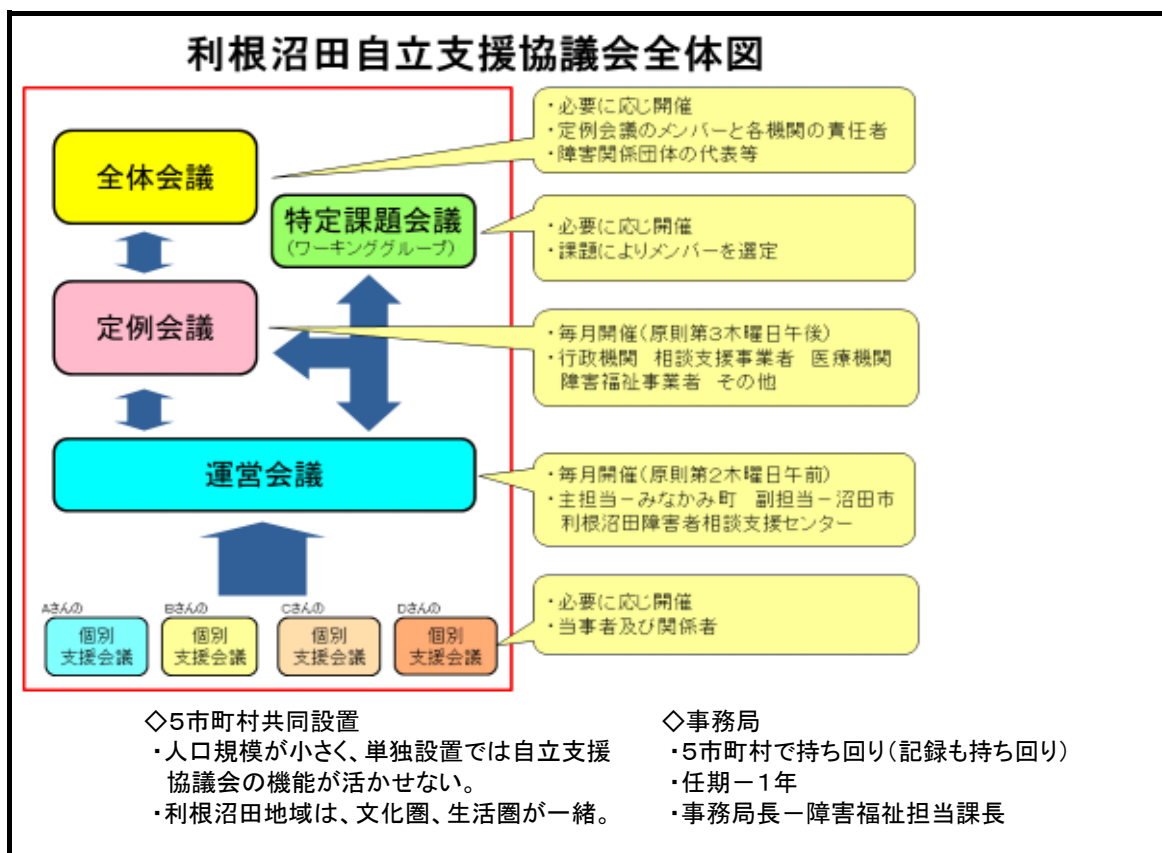 利根沼田自立支援協議会全体図
全体会議
・必要に応じ開催
・定例会議のメンバーと各機関の責任者
・障害関係団体の代表等
特定課題会議
(ワーキンググループ)
・必要に応じ開催
・課題によりメンバーを選定
定例会議
・毎月開催(原則第3木曜日午後)
・行政機関 相談支援事業者 医療機関
障害福祉事業者 その他
運営会議
・毎月開催(原則第2木曜日午前)
・主担当-みなかみ町 副担当-沼田市
利根沼田障害者相談支援センター
Aさんの
個別
支援会議
Bさんの
個別
支援会議
Cさんの
個別
支援会議
Dさんの
個別
支援会議
・必要に応じ開催
・当事者及び関係者
◇5市町村共同設置
・人口規模が小さく、単独設置では自立支援
協議会の機能が活かせない。
・利根沼田地域は、文化圏、生活圏が一緒。
◇事務局
・5市町村で持ち回り(記録も持ち回り)
・任期-1年
・事務局長-障害福祉担当課長